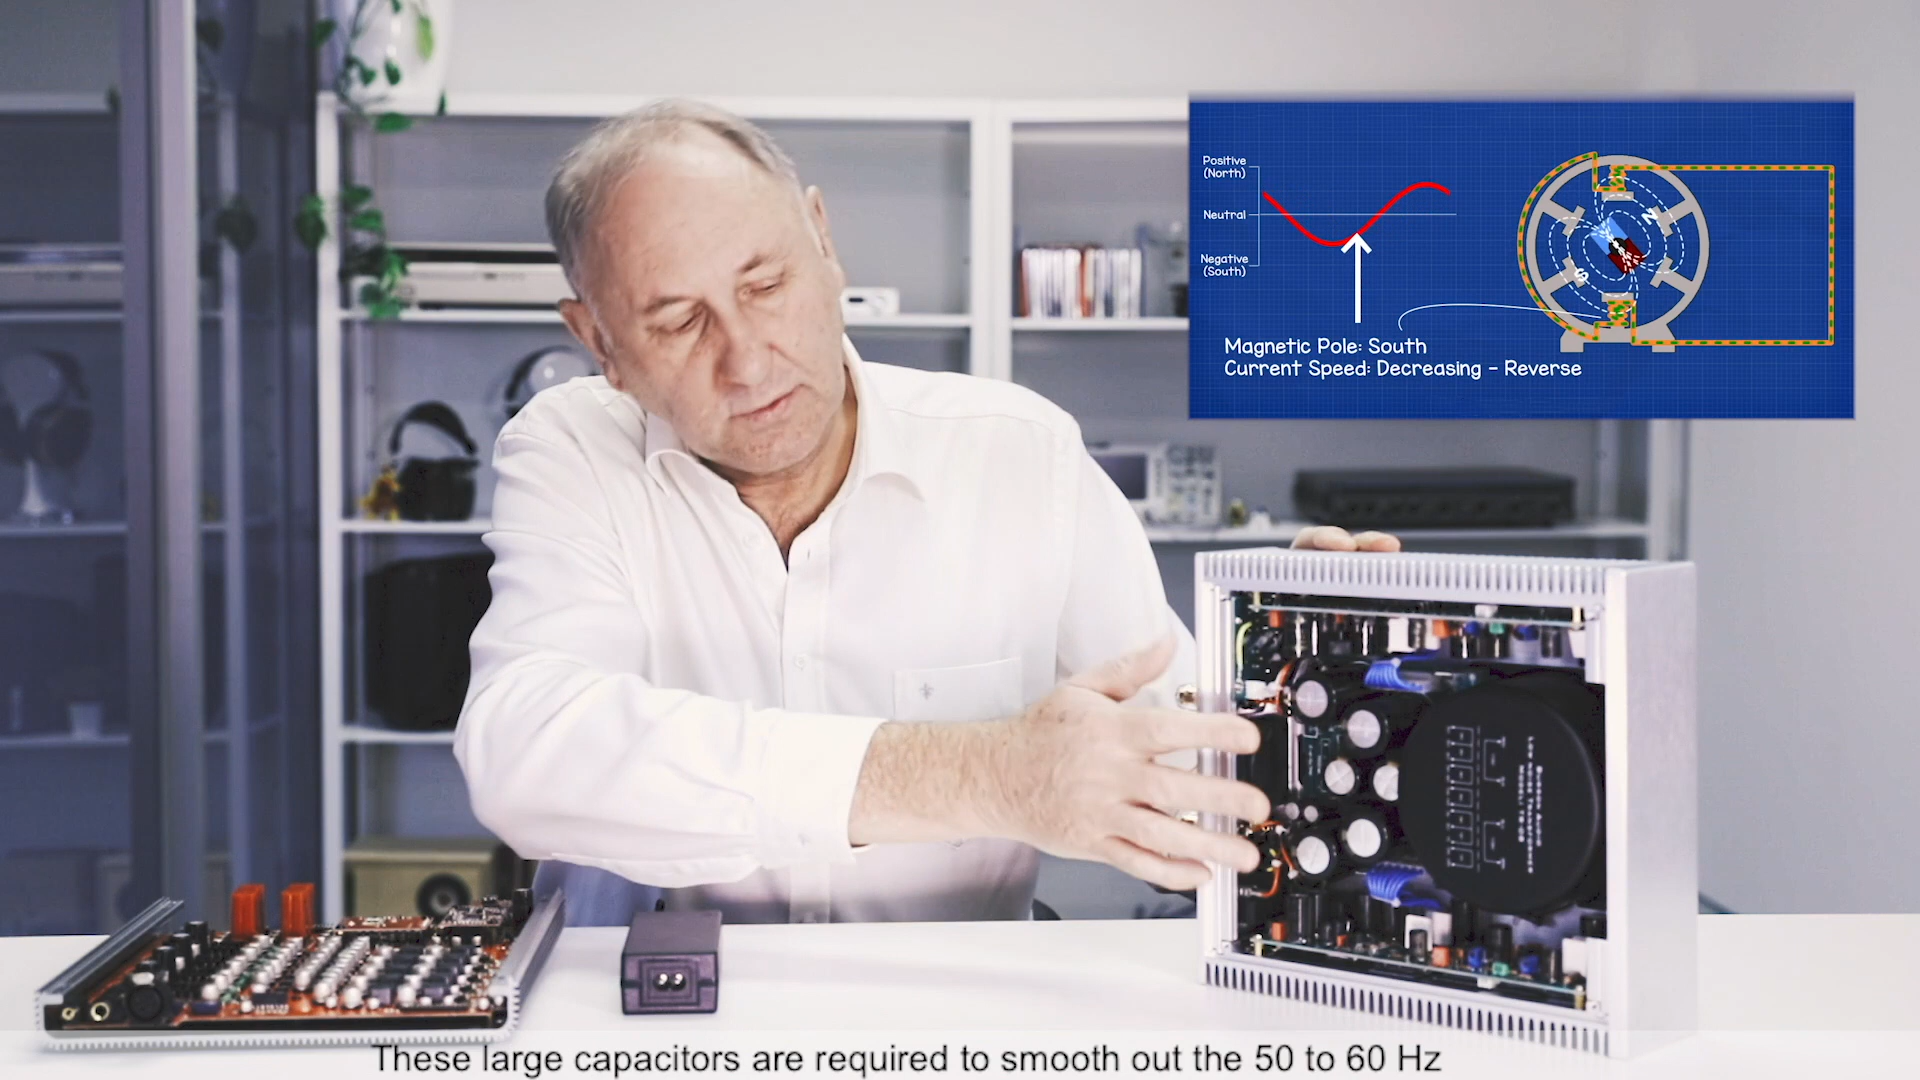 Positive
(North)
Neutral
Negative
(South)
N
S
Magnetic Pole: South
Current Speed: Decreasing - Reverse
These large capacitors are required to smooth out the 50 to 60 Hz